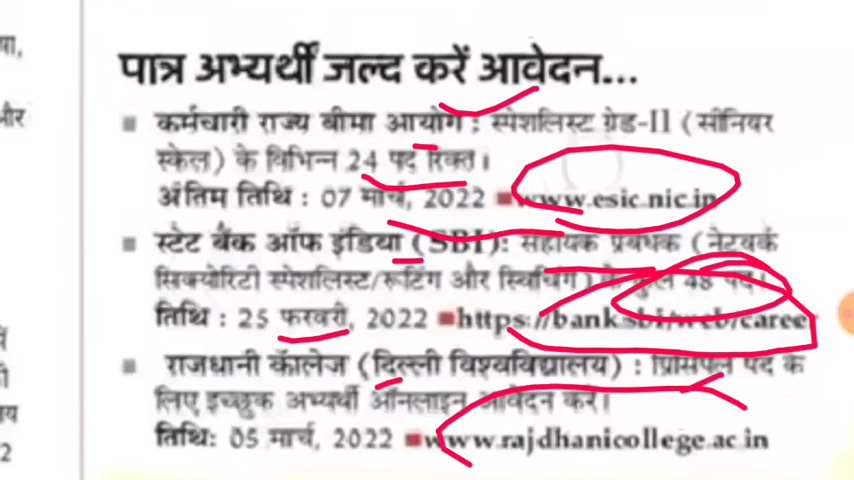 या,
और
पात्र अभ्यर्थी जल्द करें आवेदन...
कर्मचारी राज्य बीमा आयोग : स्पेशलिस्ट ग्रेड-II (सीनियर
स्केल) के विभिन्न 24 पद रिक्त।
अंतिम तिथि : 07 मार्च, 2022 ■www.esic.nic.in
स्टेट बैंक ऑफ इंडिया (SBI): सहायक प्रबंधक (नेटवर्क
सिक्योरिटी स्पेशलिस्ट/रूटिंग और स्विचिंग) के कुल 48 पद।
तिथि : 25 फरवरी, 2022 ■https://bank.sbi/web/career
राजधानी कॅालेज (दिल्ली विश्वविद्यालय) : प्रिंसिपल पद के
लिए इच्छुक अभ्यर्थी ऑनलाइन आवेदन करें।
तिथि: 05 मार्च, 2022 ■www.rajdhanicollege.ac.in